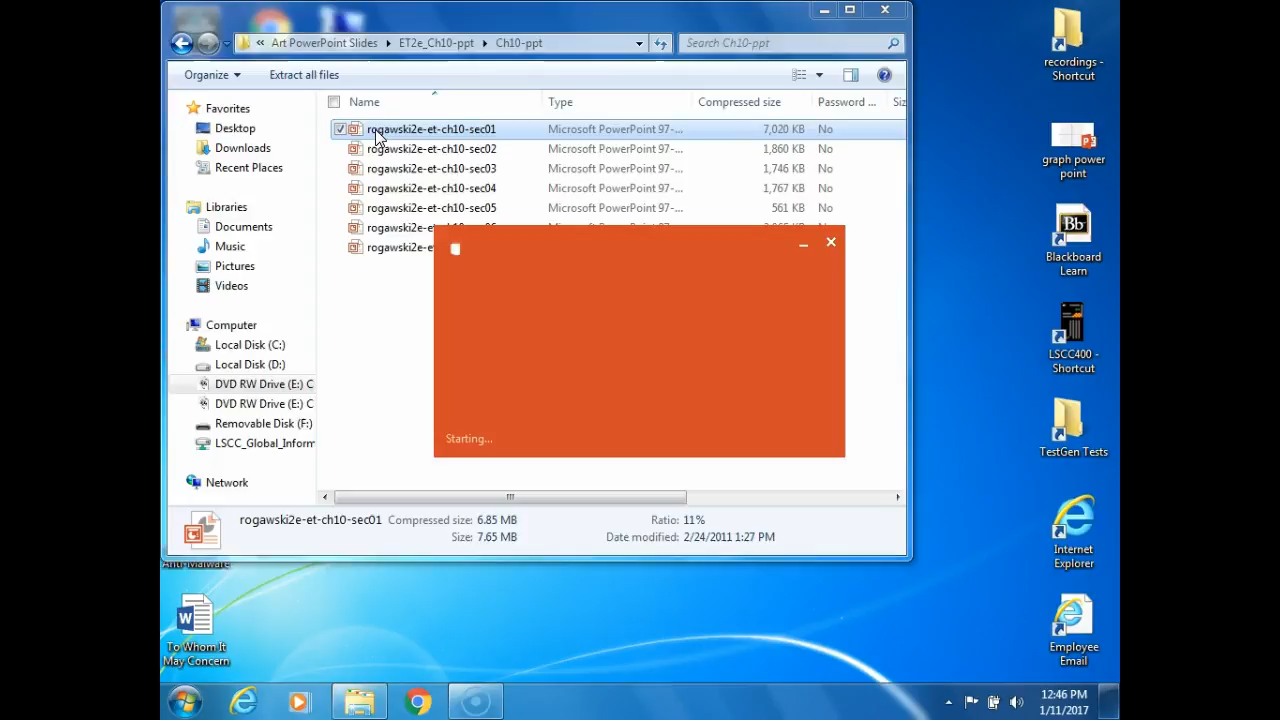 « Art PowerPoint Slides ET2e_Ch10-ppt Ch10-ppt
Search Ch10-ppt
Organize Extract all files
Name Type Compressed size Password ... Siz
Favorites
Desktop
Downloads
Recent Places
Libraries
Documents
Music
Pictures
Videos
Computer
Local Disk (C:)
Local Disk (D:)
DVD RW Drive (E:) C
DVD RW Drive (E:) C
Removable Disk (F:)
LSCC_Global_Inform
Network
rogawski2e-et-ch10-sec01 Microsoft PowerPoint 97-... 7,020 KB No
rogawski2e-et-ch10-sec02 Microsoft PowerPoint 97-... 1,860 KB No
rogawski2e-et-ch10-sec03 Microsoft PowerPoint 97-... 1,746 KB No
rogawski2e-et-ch10-sec04 Microsoft PowerPoint 97-... 1,767 KB No
rogawski2e-et-ch10-sec05 Microsoft PowerPoint 97-... 561 KB No
rogawski2e-e
Starting...
rogawski2e-et-ch10-sec01 Compressed size: 6.85 MB Ratio: 11%
Size: 7.65 MB Date modified: 2/24/2011 1:27 PM
Anti-Malware
To Whom It
May Concern
recordings -
Shortcut
graph power
point
Bb
Blackboard
Learn
LSCC400 -
Shortcut
TestGen Tests
Internet
Explorer
Employee
Email
12:46 PM
1/11/2017